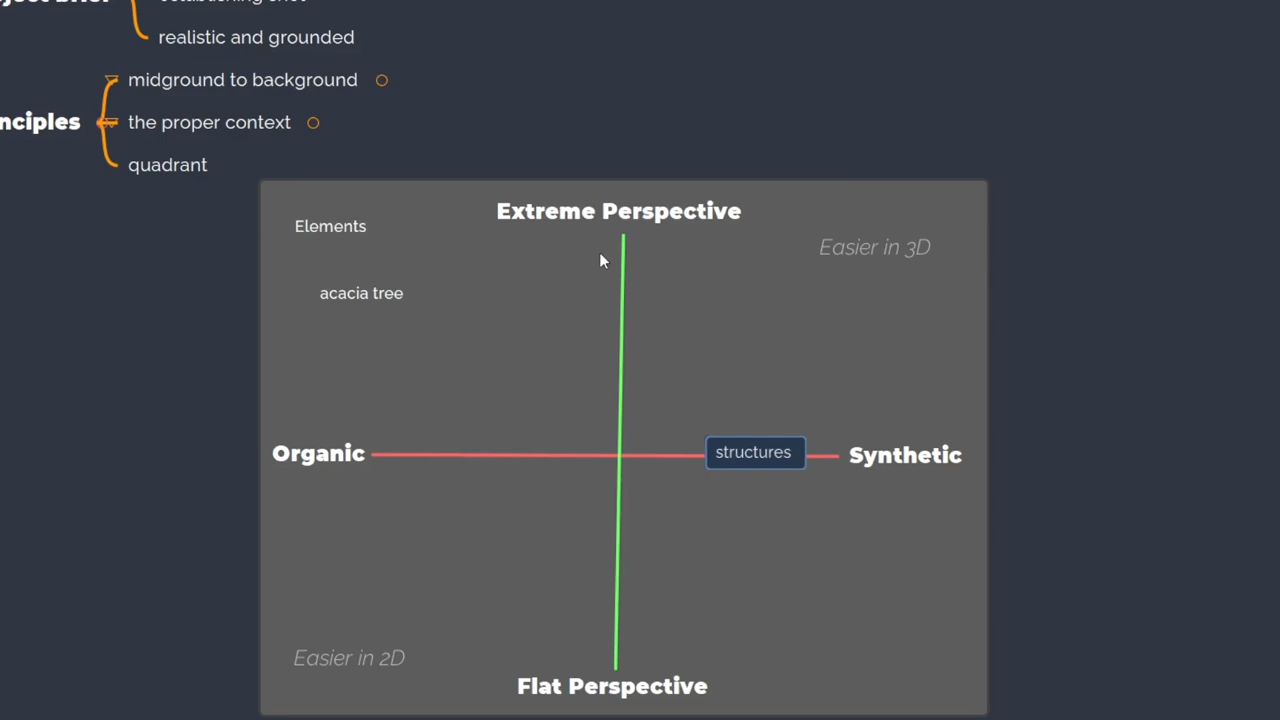 realistic and grounded
midground to background
nciples
the proper context
quadrant
Extreme Perspective
Elements
Easier in 3D
acacia tree
Organic
structures
Synthetic
Easier in 2D
Flat Perspective